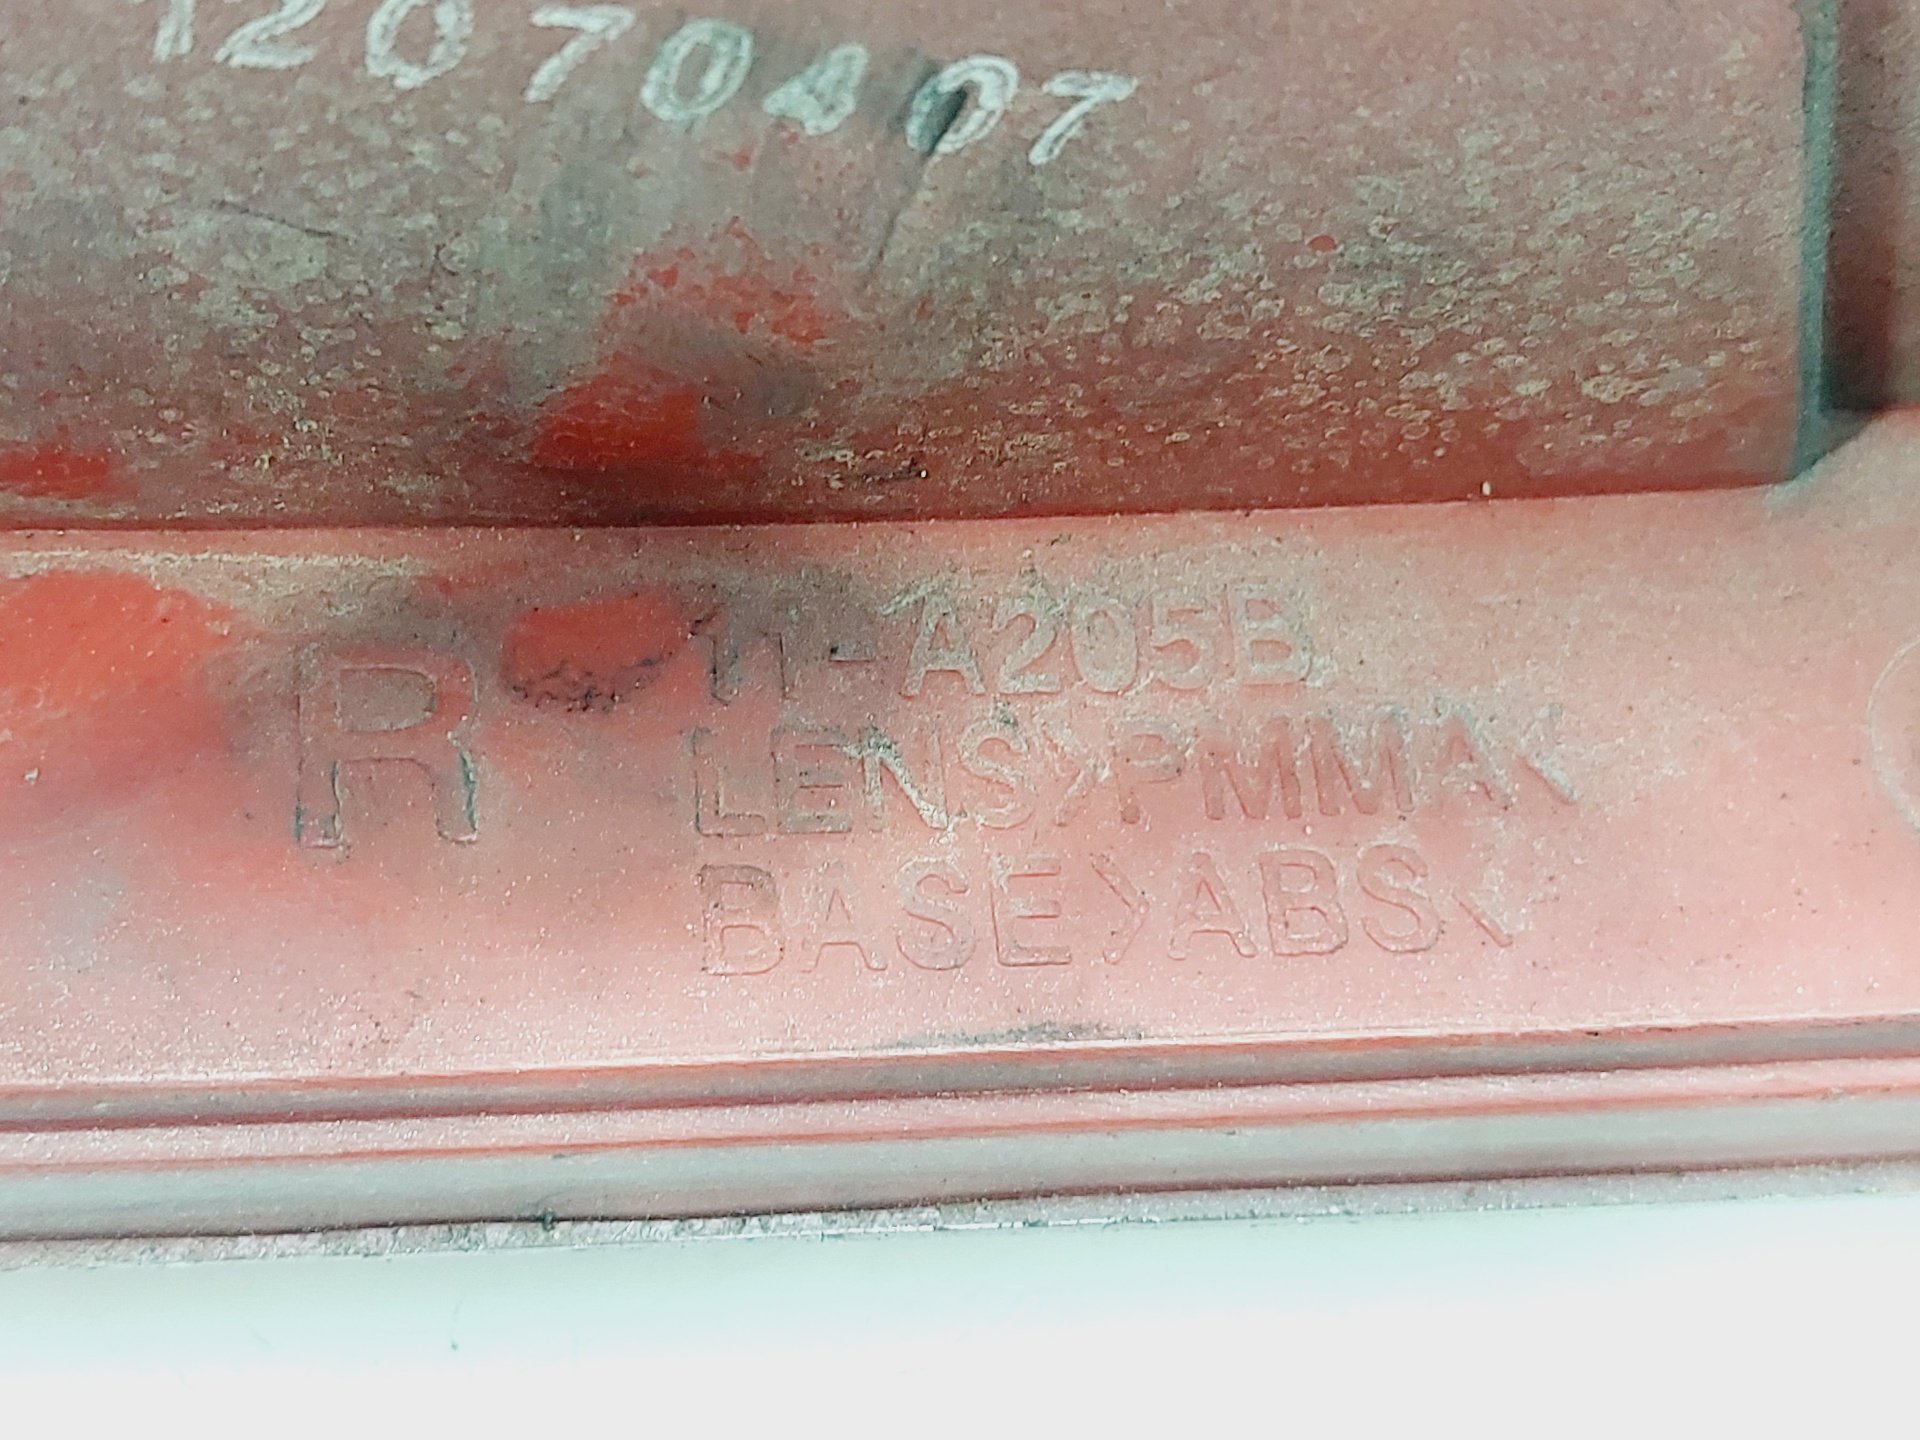 12070407
R 11-A205B
LENS>PMMA<
BASE>ABS<